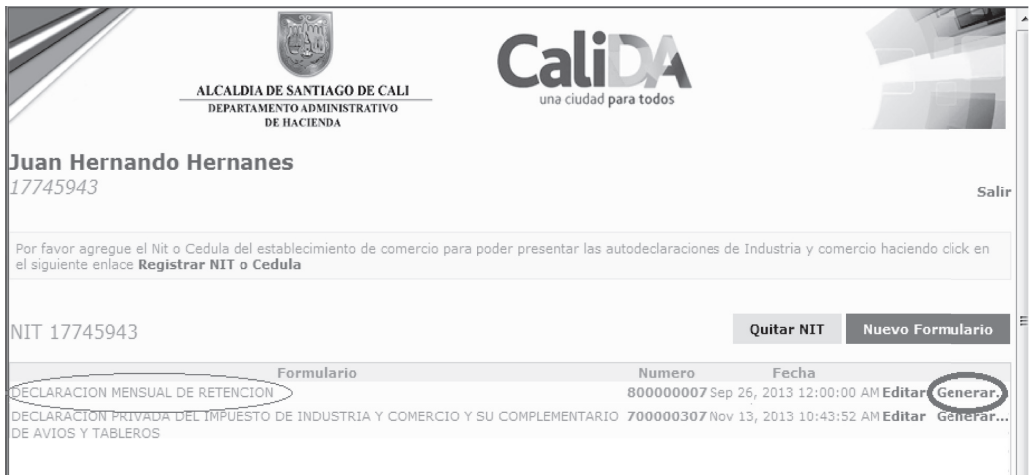 ALCALDIA DE SANTIAGO DE CALI
DEPARTAMENTO ADMINISTRATIVO
DE HACIENDA
CaliDA
una ciudad para todos
Juan Hernando Hernanes
17745943
Salir
Por favor agregue el Nit o Cedula del establecimiento de comercio para poder presentar las autodeclaraciones de Industria y comercio haciendo click en
el siguiente enlace Registrar NIT o Cedula
NIT 17745943
Quitar NIT
Nuevo Formulario
Formulario Numero Fecha
DECLARACION MENSUAL DE RETENCION 800000007 Sep 26, 2013 12:00:00 AM Editar Generar...
DECLARACION PRIVADA DEL IMPUESTO DE INDUSTRIA Y COMERCIO Y SU COMPLEMENTARIO 700000307 Nov 13, 2013 10:43:52 AM Editar Generar...
DE AVIOS Y TABLEROS